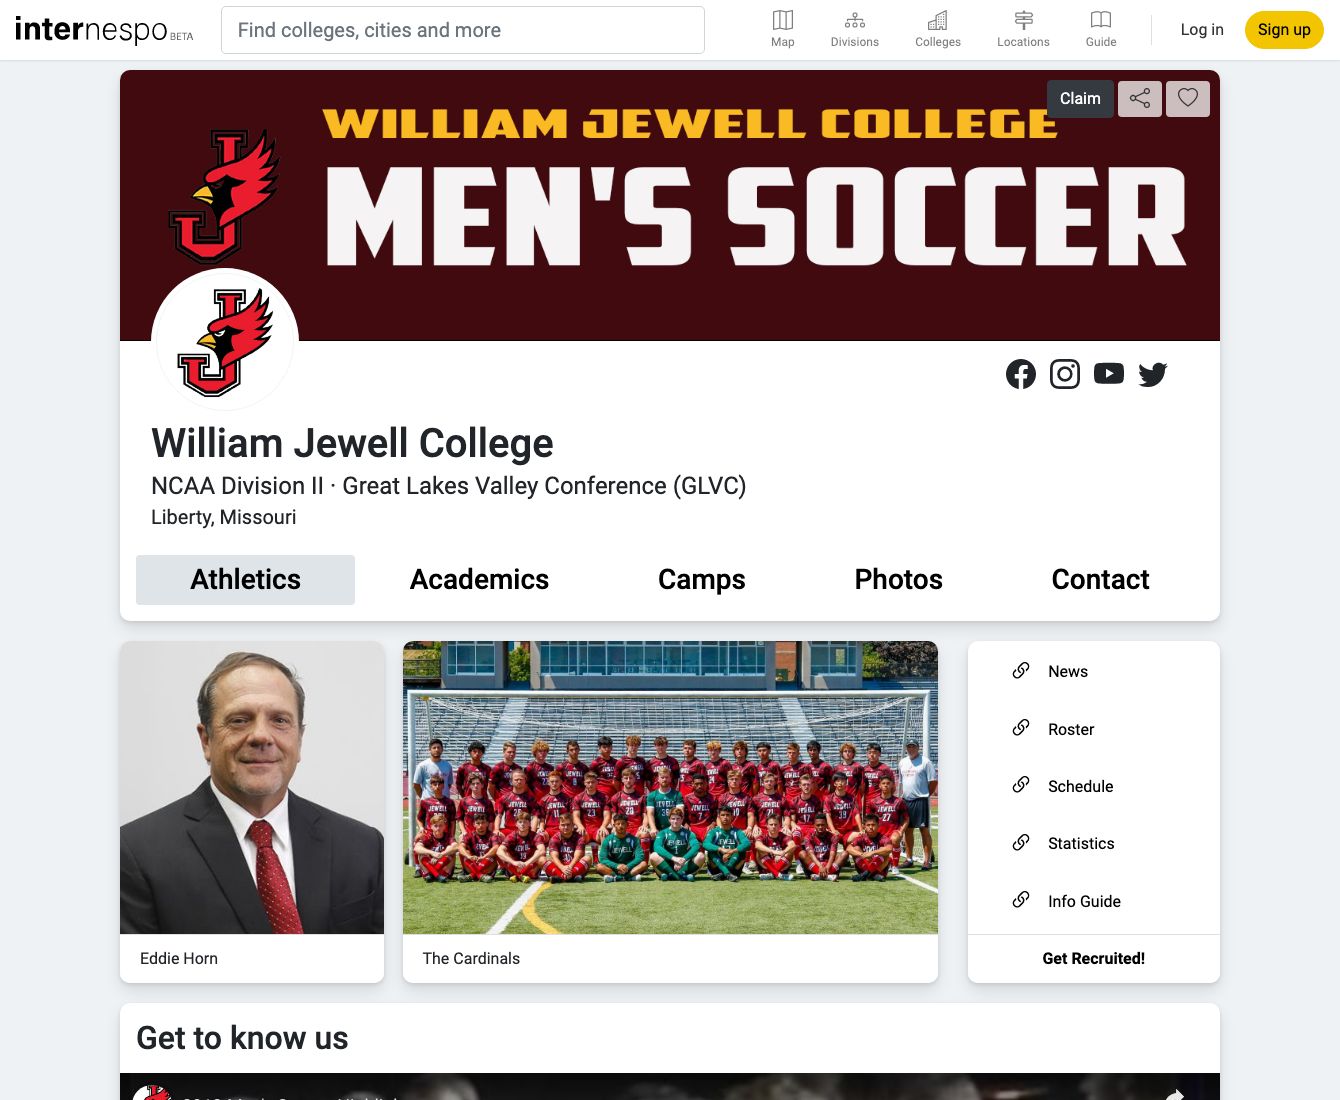 internespo BETA
Find colleges, cities and more
Map
Divisions
Colleges
Locations
Guide
Log in
Sign up
Claim
WILLIAM JEWELL COLLEGE
MEN'S SOCCER
William Jewell College
NCAA Division II · Great Lakes Valley Conference (GLVC)
Liberty, Missouri
Athletics
Academics
Camps
Photos
Contact
Eddie Horn
The Cardinals
News
Roster
Schedule
Statistics
Info Guide
Get Recruited!
Get to know us